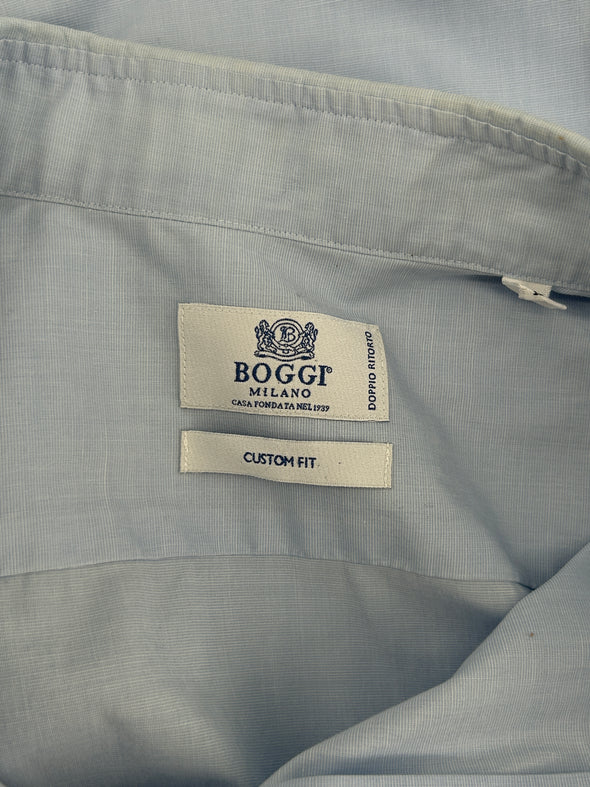 B
BOGGI®
MILANO
CASA FONDATA NEL 1939
DOPPIO RITORTO
CUSTOM FIT